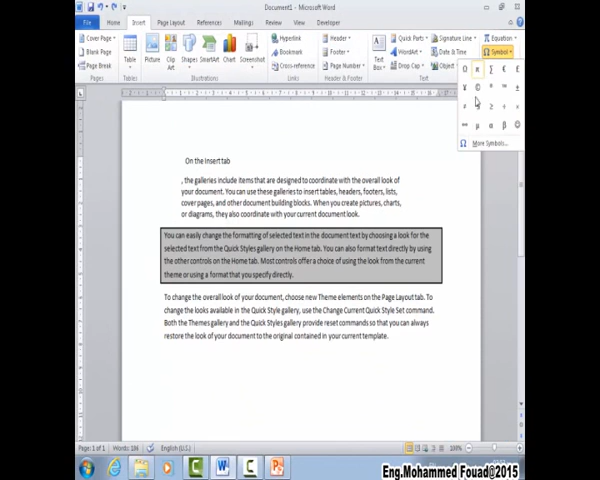 Document1 - Microsoft Word
File Home Insert Page Layout References Mailings Review View Developer
Cover Page Hyperlink Header Quick Parts Signature Line Equation
Blank Page Bookmark Footer WordArt Date & Time Symbol
Page Break Table Picture Clip Art Shapes SmartArt Chart Screenshot Cross-reference Page Number Text Box Drop Cap Object
Pages Tables Illustrations Links Header & Footer Text
More Symbols...
On the Insert tab
, the galleries include items that are designed to coordinate with the overall look of
your document. You can use these galleries to insert tables, headers, footers, lists,
cover pages, and other document building blocks. When you create pictures, charts,
or diagrams, they also coordinate with your current document look.
You can easily change the formatting of selected text in the document text by choosing a look for the
selected text from the Quick Styles gallery on the Home tab. You can also format text directly by using
the other controls on the Home tab. Most controls offer a choice of using the look from the current
theme or using a format that you specify directly.
To change the overall look of your document, choose new Theme elements on the Page Layout tab. To
change the looks available in the Quick Style gallery, use the Change Current Quick Style Set command.
Both the Themes gallery and the Quick Styles gallery provide reset commands so that you can always
restore the look of your document to the original contained in your current template.
Page: 1 of 1 English (U.S.)
Eng.Mohammed Fouad@2015